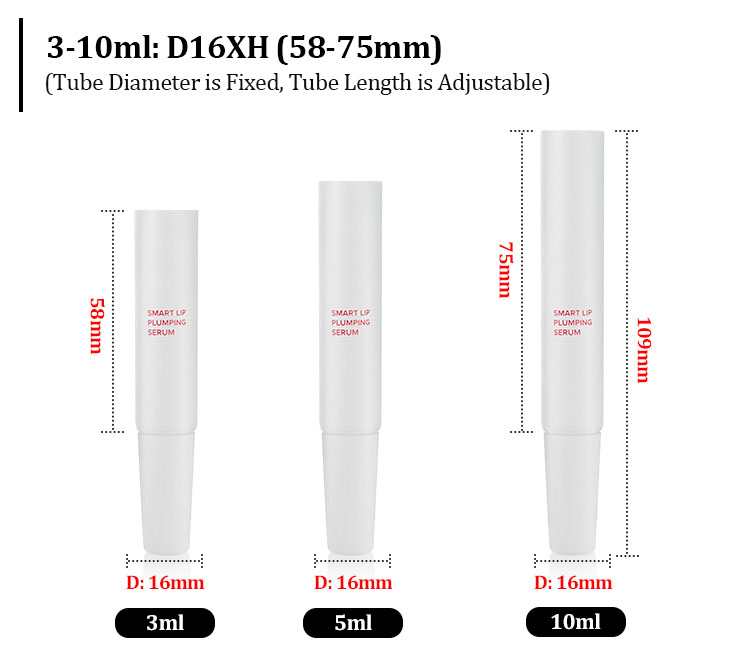 3-10ml: D16XH (58-75mm)
(Tube Diameter is Fixed, Tube Length is Adjustable)
58mm
SMART LIP
PLUMPING
SERUM
SMART LIP
PLUMPING
SERUM
75mm
SMART LIP
PLUMPING
SERUM
109mm
D: 16mm
D: 16mm
D: 16mm
3ml
5ml
10ml